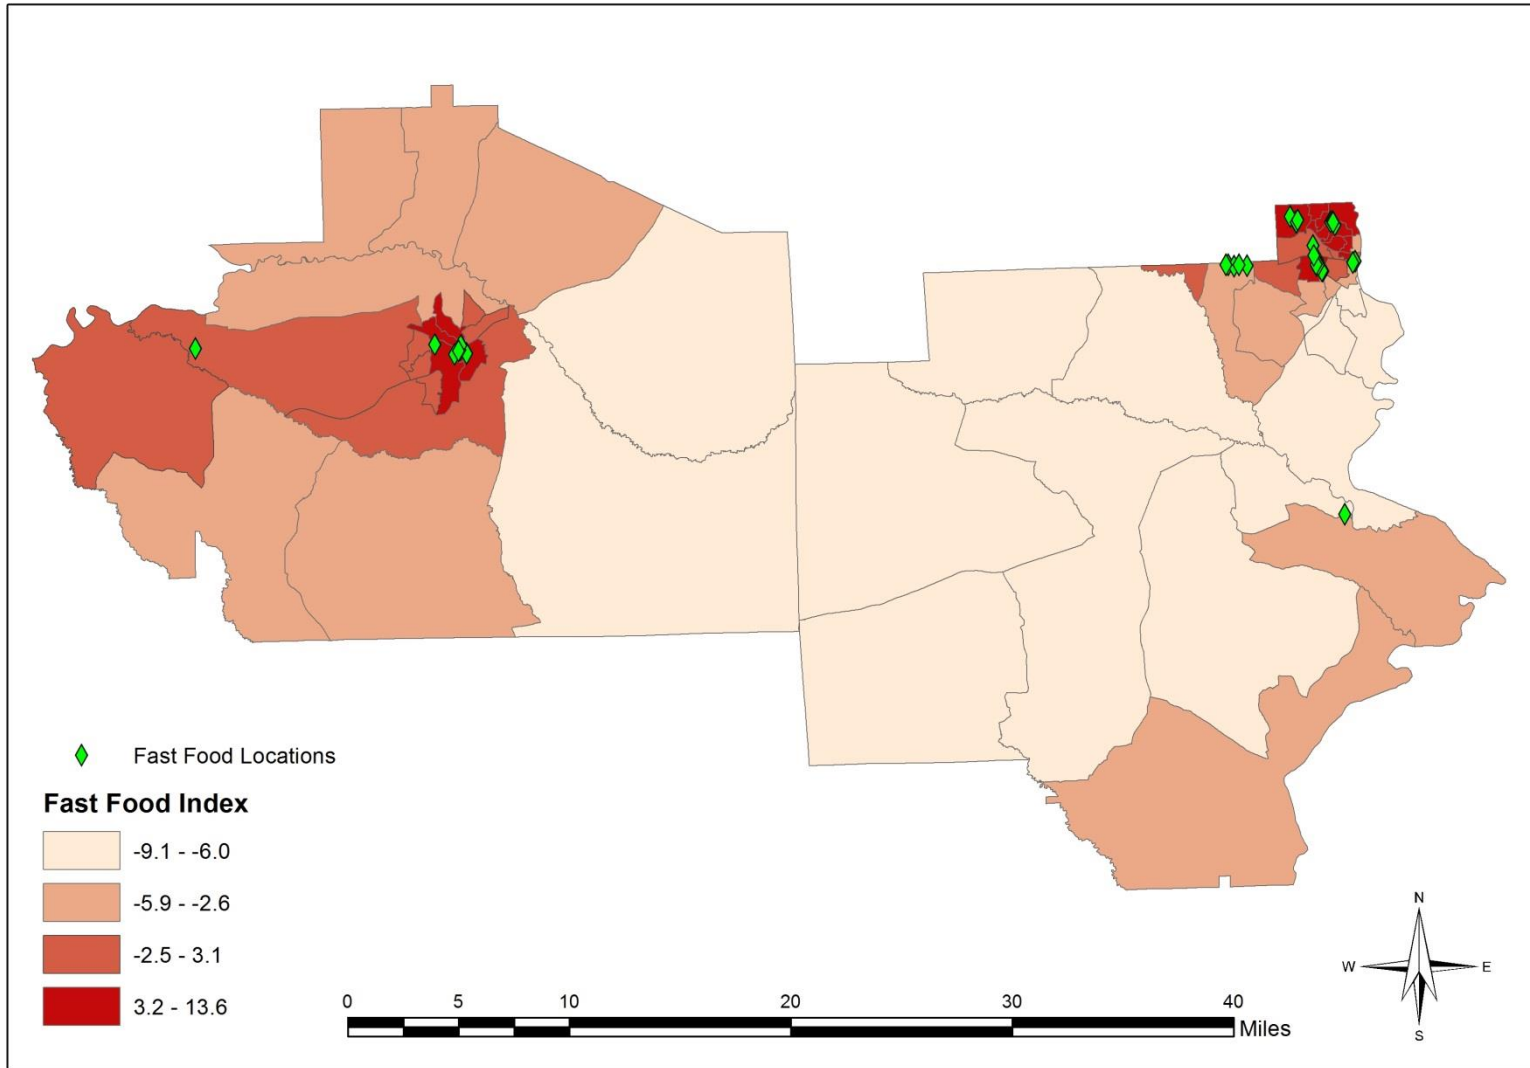 Fast Food Locations
Fast Food Index
-9.1 - -6.0
-5.9 - -2.6
-2.5 - 3.1
3.2 - 13.6
0 5 10 20 30 40
Miles
N
W E
S